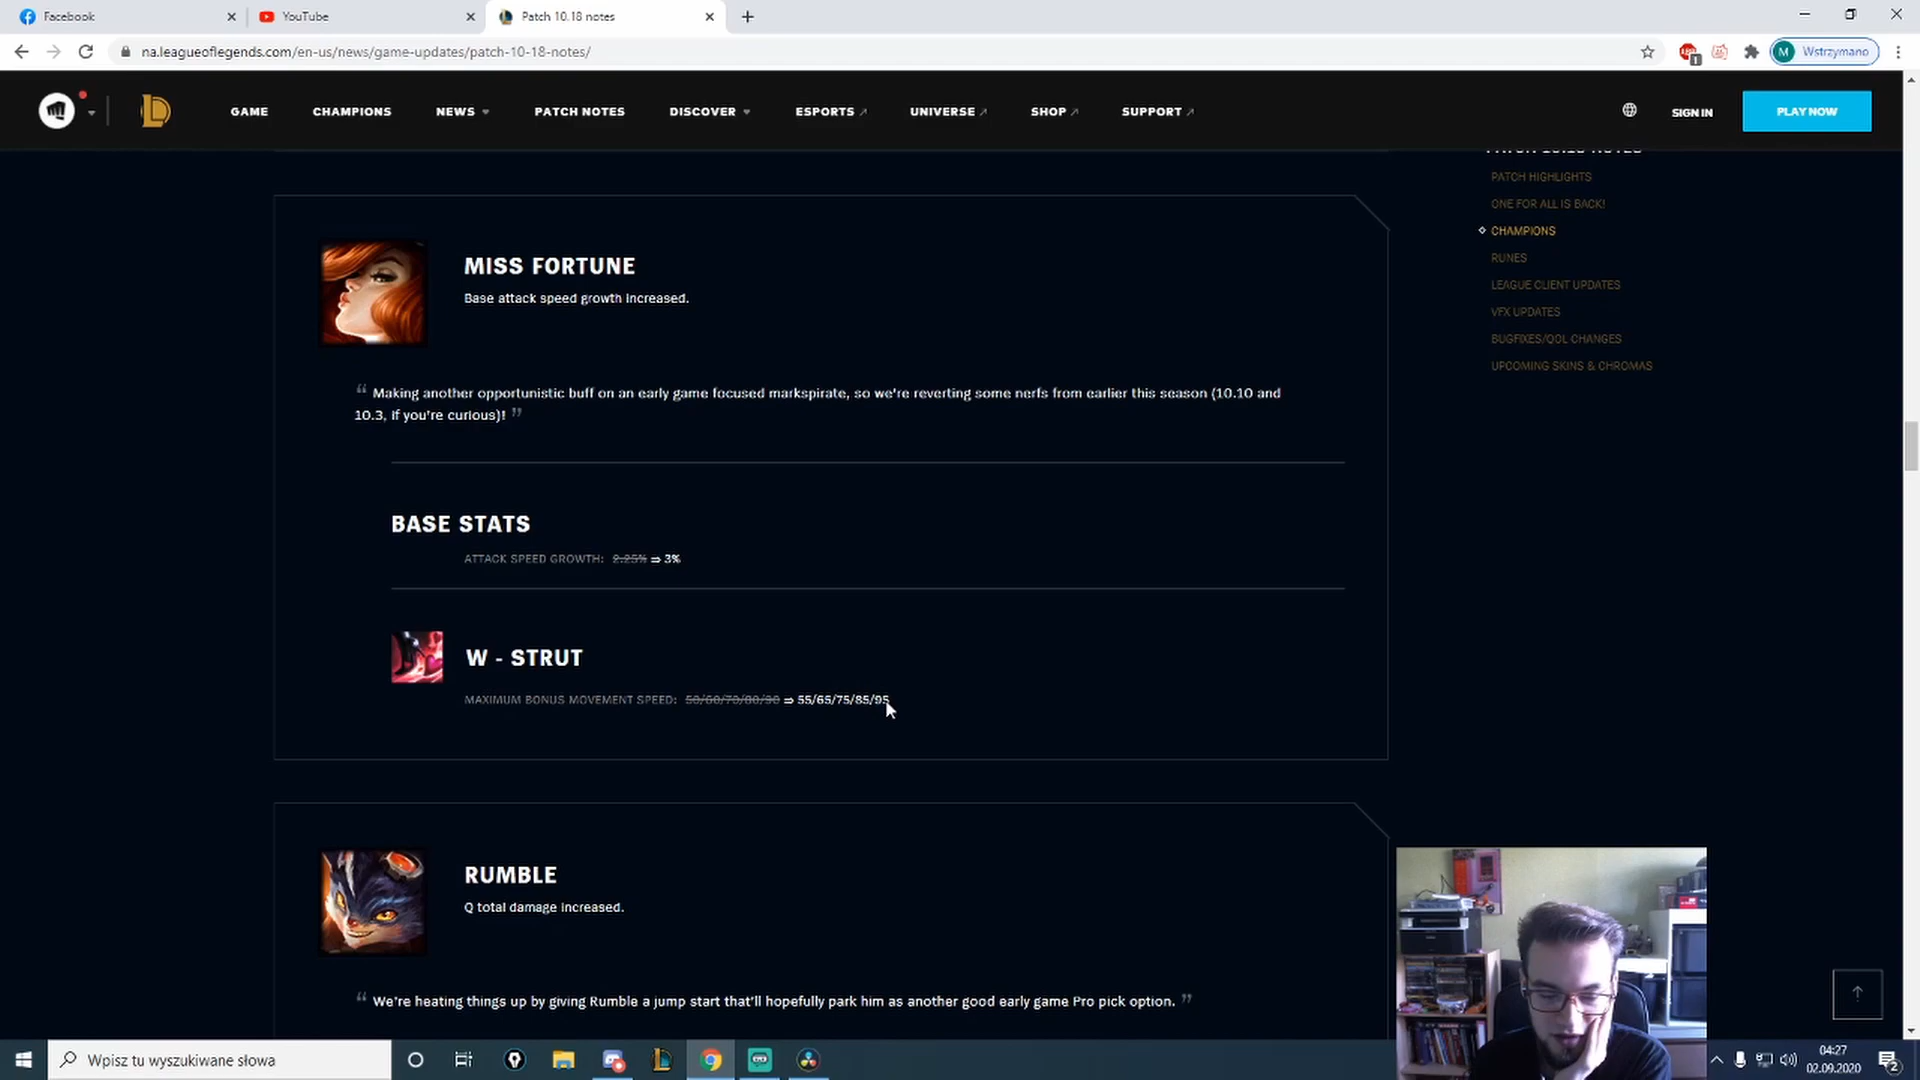 Facebook
YouTube
Patch 10.18 notes
na.leagueoflegends.com/en-us/news/game-updates/patch-10-18-notes/
M Wstrzymano
GAME CHAMPIONS NEWS PATCH NOTES DISCOVER ESPORTS UNIVERSE SHOP SUPPORT SIGN IN PLAY NOW
PATCH 10.18 NOTES
PATCH HIGHLIGHTS
ONE FOR ALL IS BACK!
CHAMPIONS
RUNES
LEAGUE CLIENT UPDATES
VFX UPDATES
BUGFIXES/QOL CHANGES
UPCOMING SKINS & CHROMAS
MISS FORTUNE
Base attack speed growth increased.
“ Making another opportunistic buff on an early game focused markspirate, so we're reverting some nerfs from earlier this season (10.10 and
10.3, if you're curious)! ”
BASE STATS
ATTACK SPEED GROWTH: 2.25% ⇒ 3%
W - STRUT
MAXIMUM BONUS MOVEMENT SPEED: 50/60/70/80/90 ⇒ 55/65/75/85/95
RUMBLE
Q total damage increased.
“ We're heating things up by giving Rumble a jump start that'll hopefully park him as another good early game Pro pick option. ”
Wpisz tu wyszukiwane słowa
04:27
02.09.2020
2